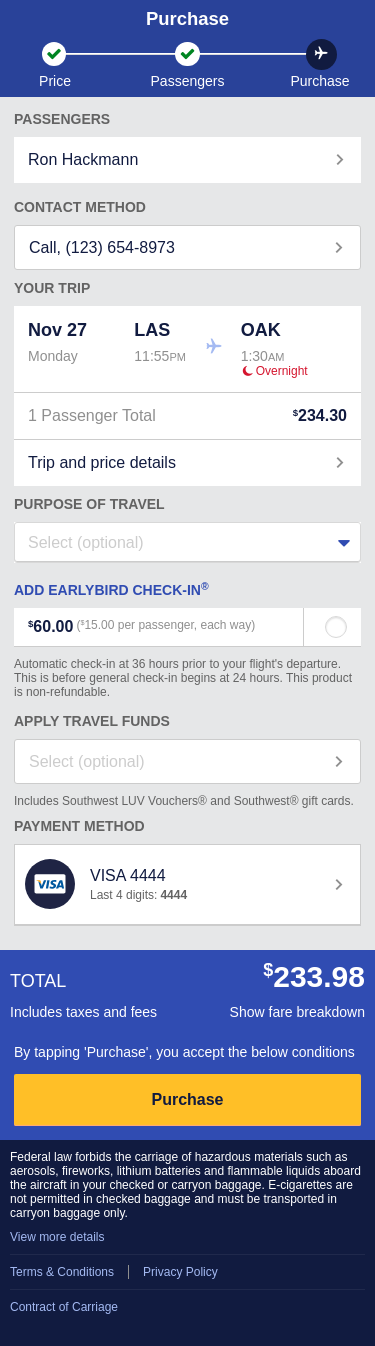 Purchase
Price
Passengers
Purchase
PASSENGERS
Ron Hackmann
CONTACT METHOD
Call, (123) 654-8973
YOUR TRIP
Nov 27 LAS OAK
Monday 11:55PM 1:30AM
Overnight
1 Passenger Total $234.30
Trip and price details
PURPOSE OF TRAVEL
Select (optional)
ADD EARLYBIRD CHECK-IN®
$60.00 ($15.00 per passenger, each way)
Automatic check-in at 36 hours prior to your flight's departure.
This is before general check-in begins at 24 hours. This product
is non-refundable.
APPLY TRAVEL FUNDS
Select (optional)
Includes Southwest LUV Vouchers® and Southwest® gift cards.
PAYMENT METHOD
VISA
VISA 4444
Last 4 digits: 4444
TOTAL $233.98
Includes taxes and fees Show fare breakdown
By tapping 'Purchase', you accept the below conditions
Purchase
Federal law forbids the carriage of hazardous materials such as
aerosols, fireworks, lithium batteries and flammable liquids aboard
the aircraft in your checked or carryon baggage. E-cigarettes are
not permitted in checked baggage and must be transported in
carryon baggage only.
View more details
Terms & Conditions Privacy Policy
Contract of Carriage